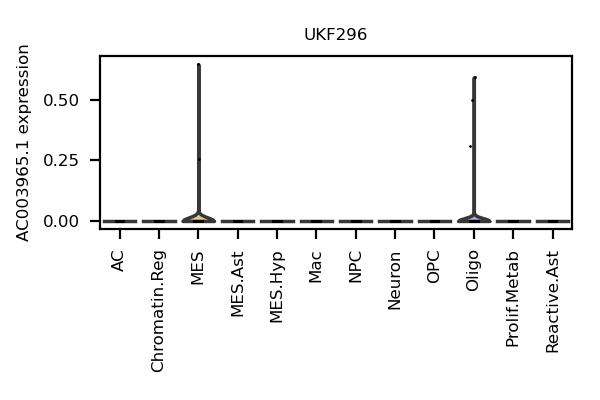 UKF296
AC003965.1 expression
0.50
0.25
0.00
AC
Chromatin.Reg
MES
MES.Ast
MES.Hyp
Mac
NPC
Neuron
OPC
Oligo
Prolif.Metab
Reactive.Ast